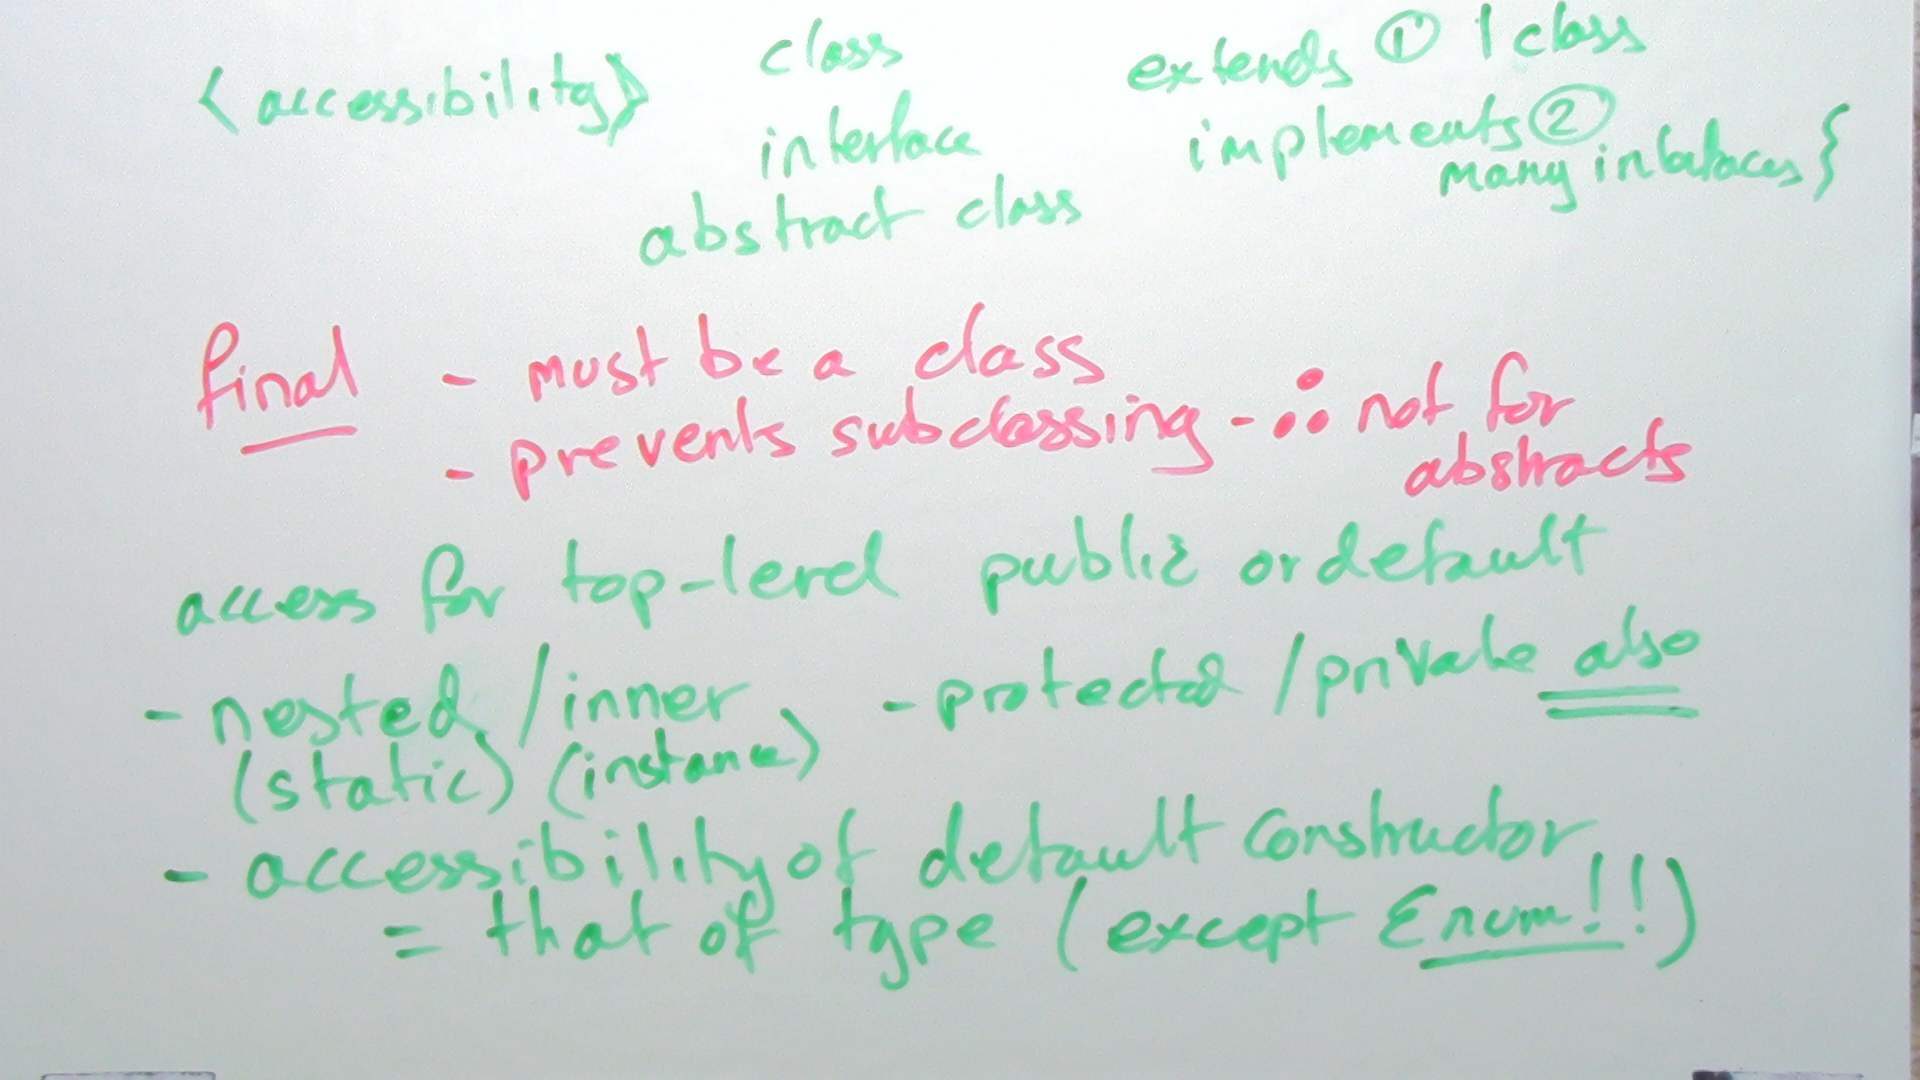 <accessibility> class extends ① 1 class
interface implements ②
many interfaces {
abstract class
final - must be a class
- prevents subclassing - ∴ not for
abstracts
access for top-level public or default
- nested / inner - protected / private also
(static) (instance)
- accessibility of default constructor
= that of type (except Enum!!)